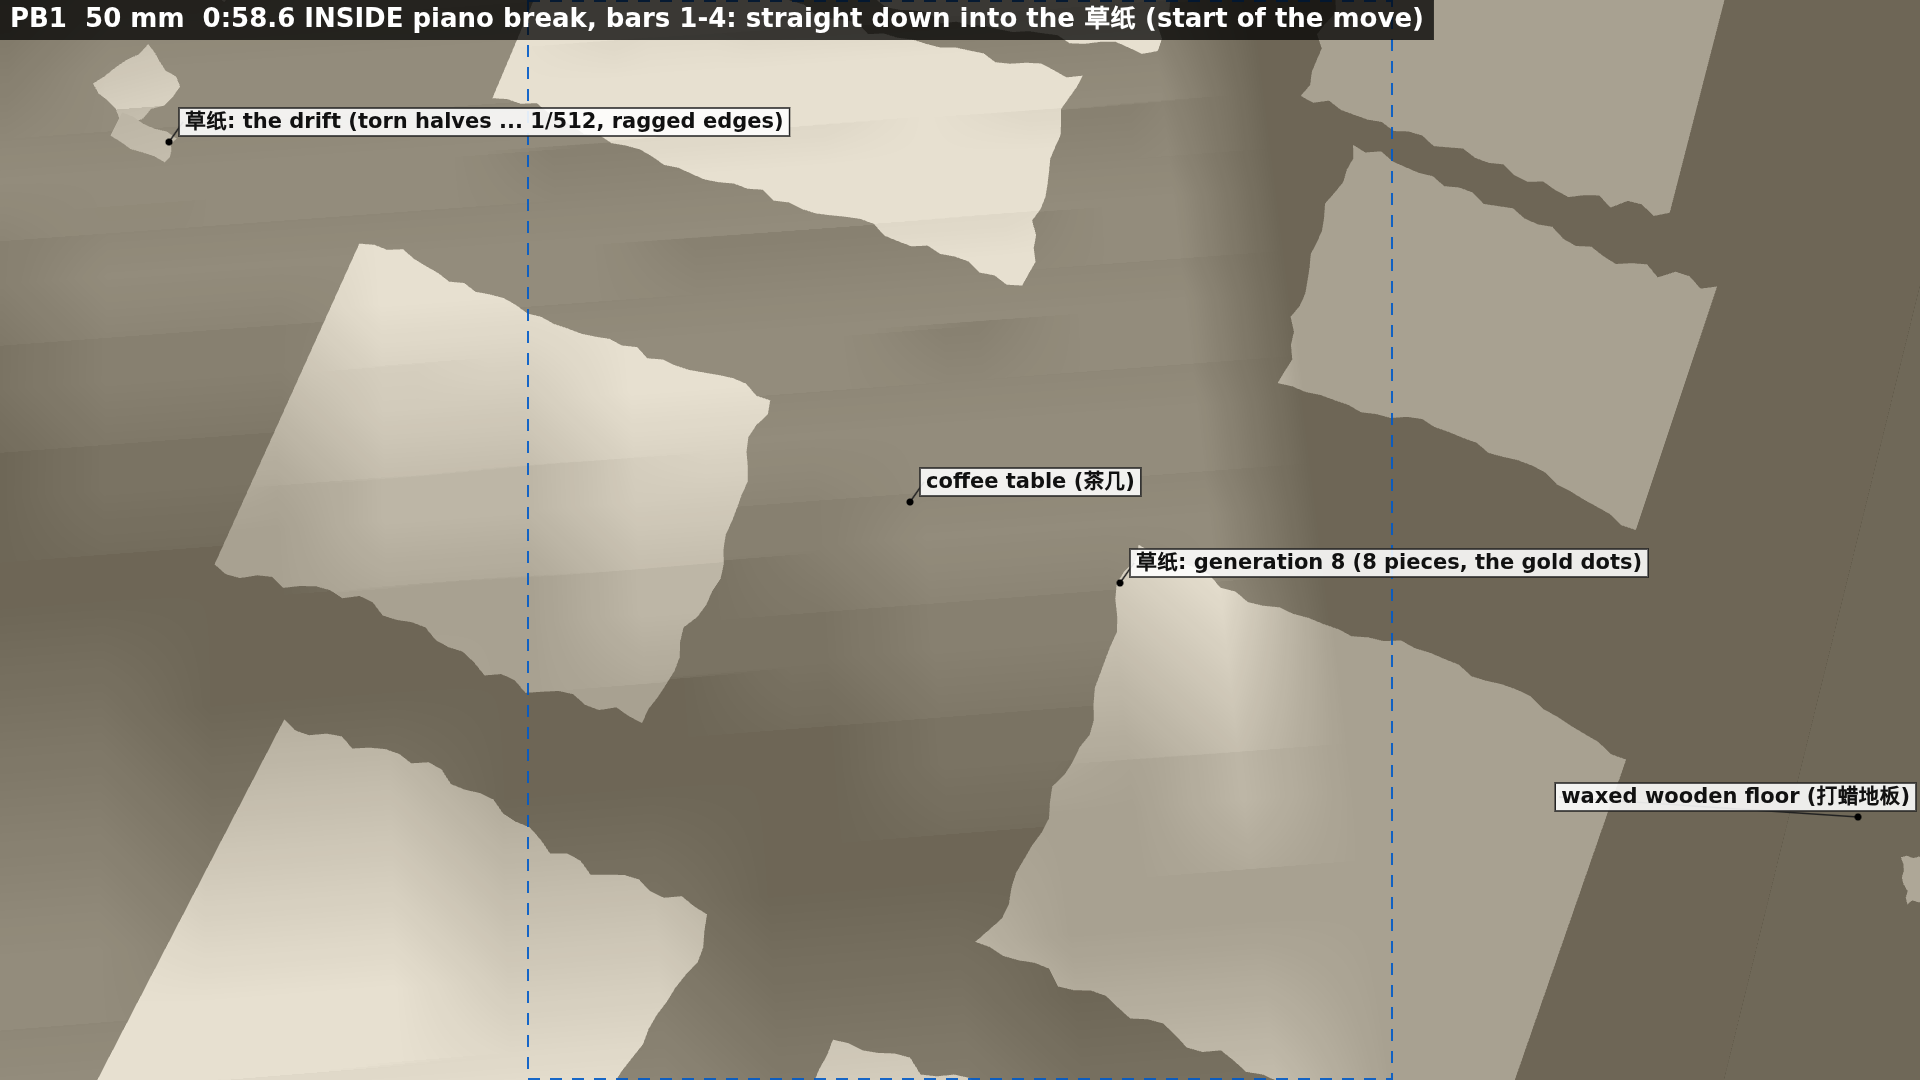 PB1 50 mm 0:58.6 INSIDE piano break, bars 1-4: straight down into the 草纸 (start of the move)
草纸: the drift (torn halves ... 1/512, ragged edges)
coffee table (茶几)
草纸: generation 8 (8 pieces, the gold dots)
waxed wooden floor (打蜡地板)